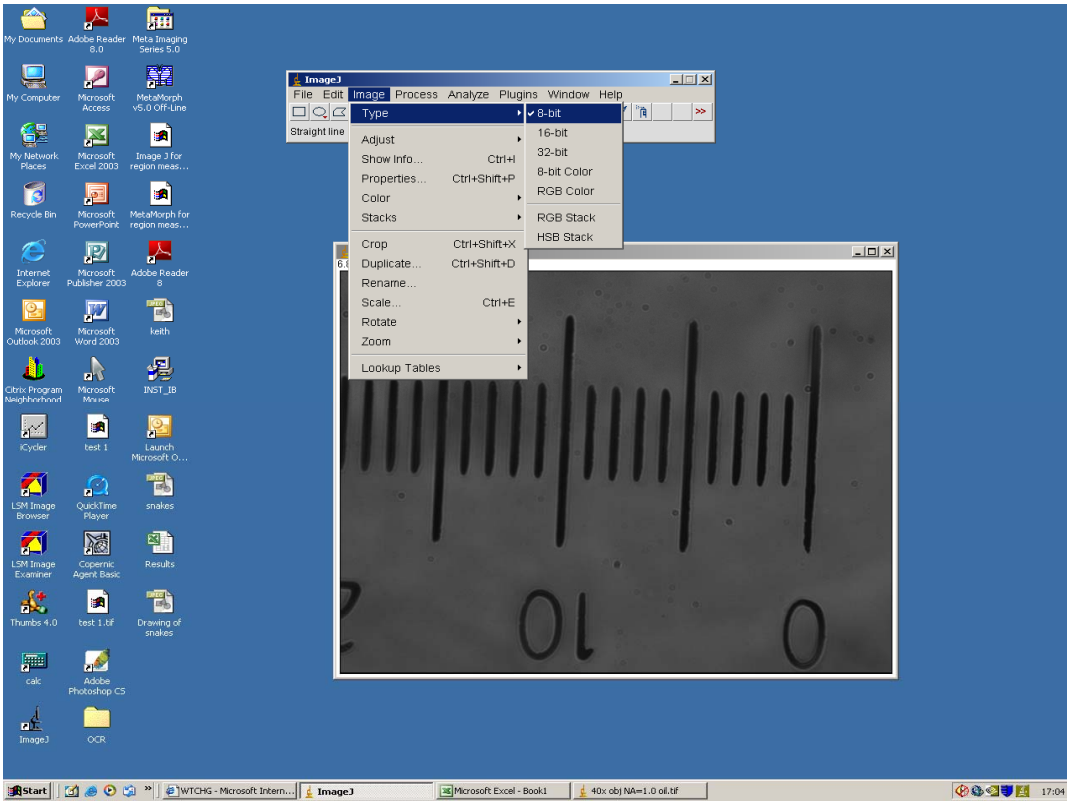 My Documents
Adobe Reader 8.0
Meta Imaging Series 5.0
My Computer
Microsoft Access
MetaMorph v5.0 Off-Line
My Network Places
Microsoft Excel 2003
Image J for region meas...
Recycle Bin
Microsoft PowerPoint
MetaMorph for region meas...
Internet Explorer
Microsoft Publisher 2003
Adobe Reader 8
Microsoft Outlook 2003
Microsoft Word 2003
keith
Citrix Program Neighborhood
Microsoft Mouse
INST_IB
iCycler
test 1
Launch Microsoft O...
LSM Image Browser
QuickTime Player
snakes
LSM Image Examiner
Copernic Agent Basic
Results
Thumbs 4.0
test 1.tif
Drawing of snakes
calc
Adobe Photoshop CS
ImageJ
OCR
ImageJ
File Edit Image Process Analyze Plugins Window Help
>>
Straight line
Type
Adjust
Show Info... Ctrl+I
Properties... Ctrl+Shift+P
Color
Stacks
Crop Ctrl+Shift+X
Duplicate... Ctrl+Shift+D
Rename...
Scale... Ctrl+E
Rotate
Zoom
Lookup Tables
8-bit
16-bit
32-bit
8-bit Color
RGB Color
RGB Stack
HSB Stack
10 0
Start
»
WTCHG - Microsoft Intern...
ImageJ
Microsoft Excel - Book1
40x obj NA=1.0 oil.tif
17:04